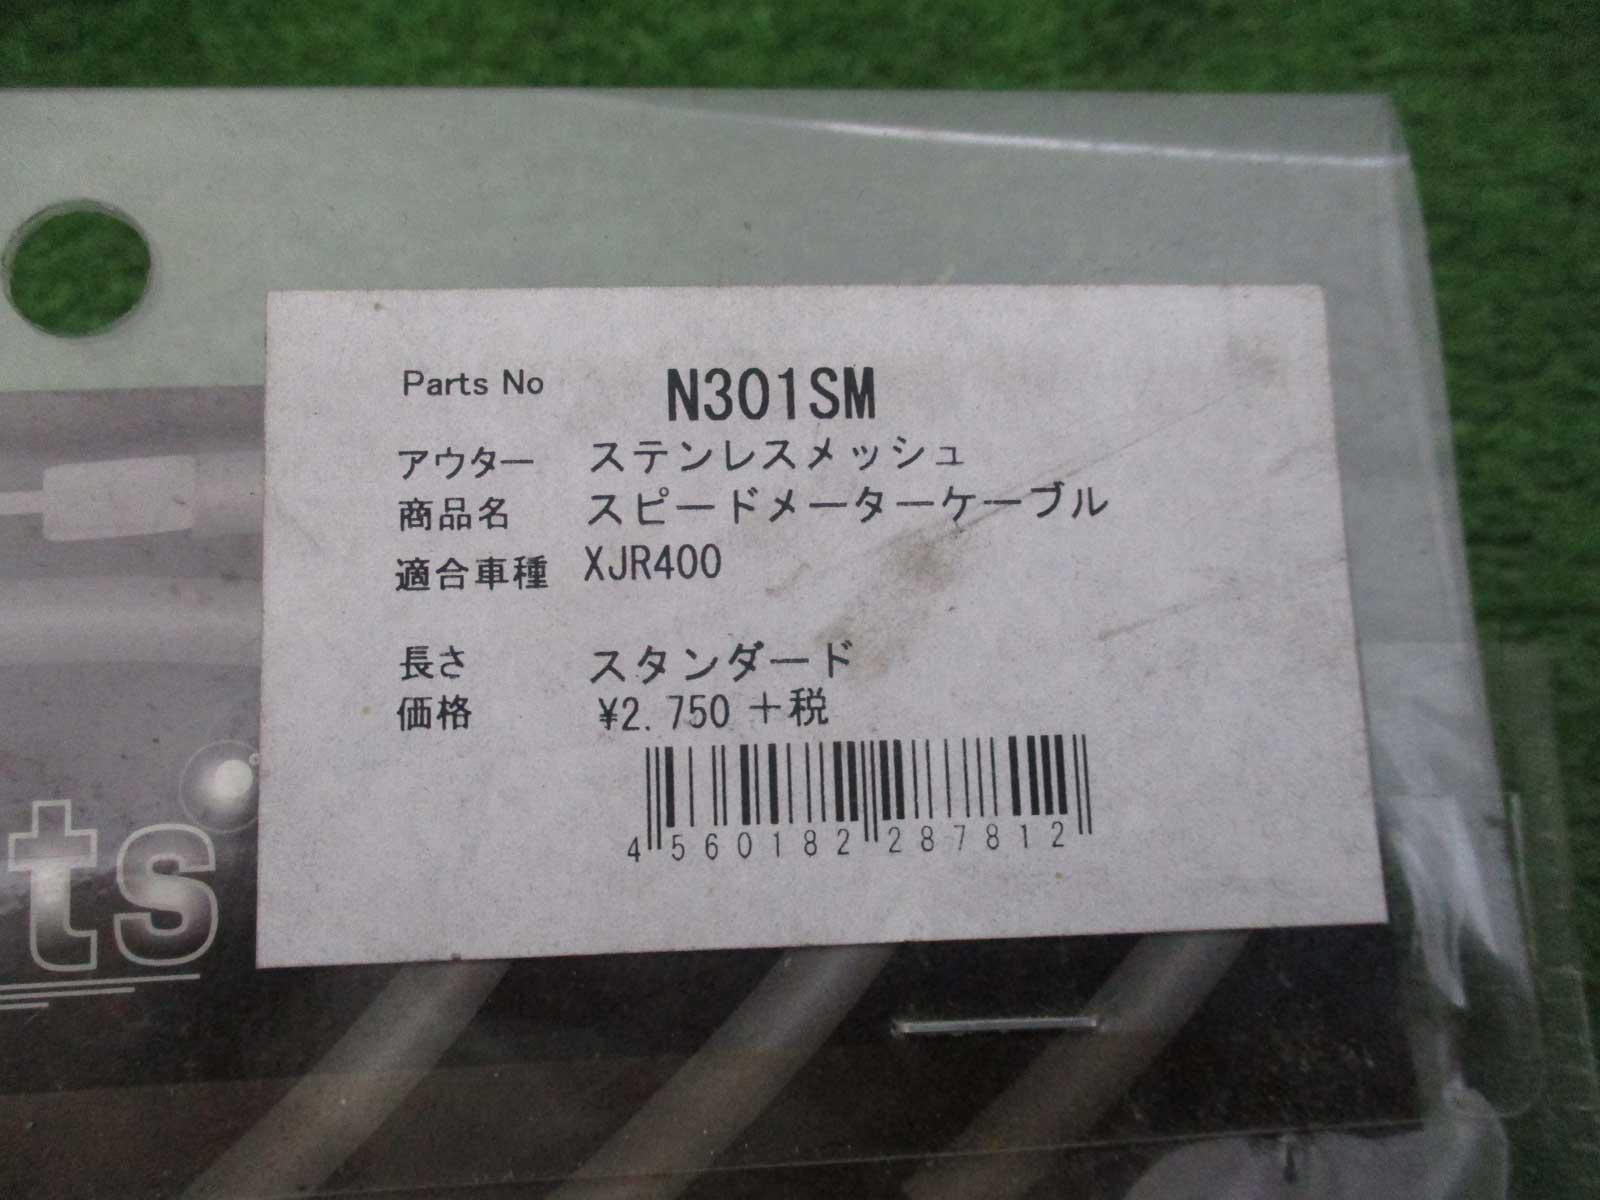 Parts No N301SM
アウター ステンレスメッシュ
商品名 スピードメーターケーブル
適合車種 XJR400
長さ スタンダード
価格 ¥2.750 +税
4 560182 287812
ts